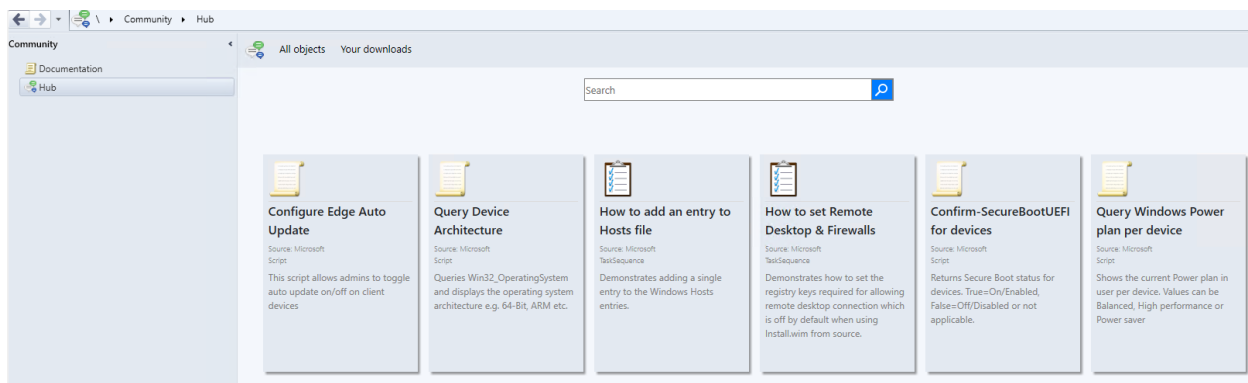 \ Community Hub
Community
Documentation
Hub
All objects Your downloads
Search
Configure Edge Auto
Update
Source: Microsoft
Script
This script allows admins to toggle
auto update on/off on client
devices
Query Device
Architecture
Source: Microsoft
Script
Queries Win32_OperatingSystem
and displays the operating system
architecture e.g. 64-Bit, ARM etc.
How to add an entry to
Hosts file
Source: Microsoft
TaskSequence
Demonstrates adding a single
entry to the Windows Hosts
entries.
How to set Remote
Desktop & Firewalls
Source: Microsoft
TaskSequence
Demonstrates how to set the
registry keys required for allowing
remote desktop connection which
is off by default when using
Install.wim from source.
Confirm-SecureBootUEFI
for devices
Source: Microsoft
Script
Returns Secure Boot status for
devices. True=On/Enabled,
False=Off/Disabled or not
applicable.
Query Windows Power
plan per device
Source: Microsoft
Script
Shows the current Power plan in
user per device. Values can be
Balanced, High performance or
Power saver